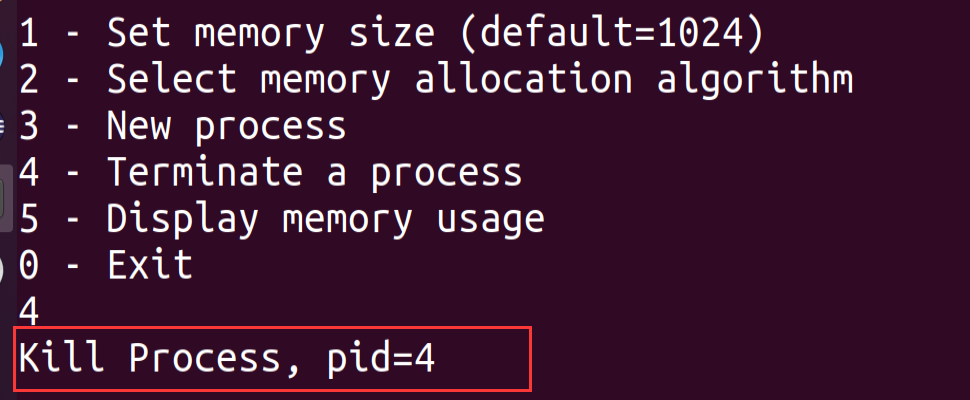 1 - Set memory size (default=1024)
2 - Select memory allocation algorithm
3 - New process
4 - Terminate a process
5 - Display memory usage
0 - Exit
4
Kill Process, pid=4